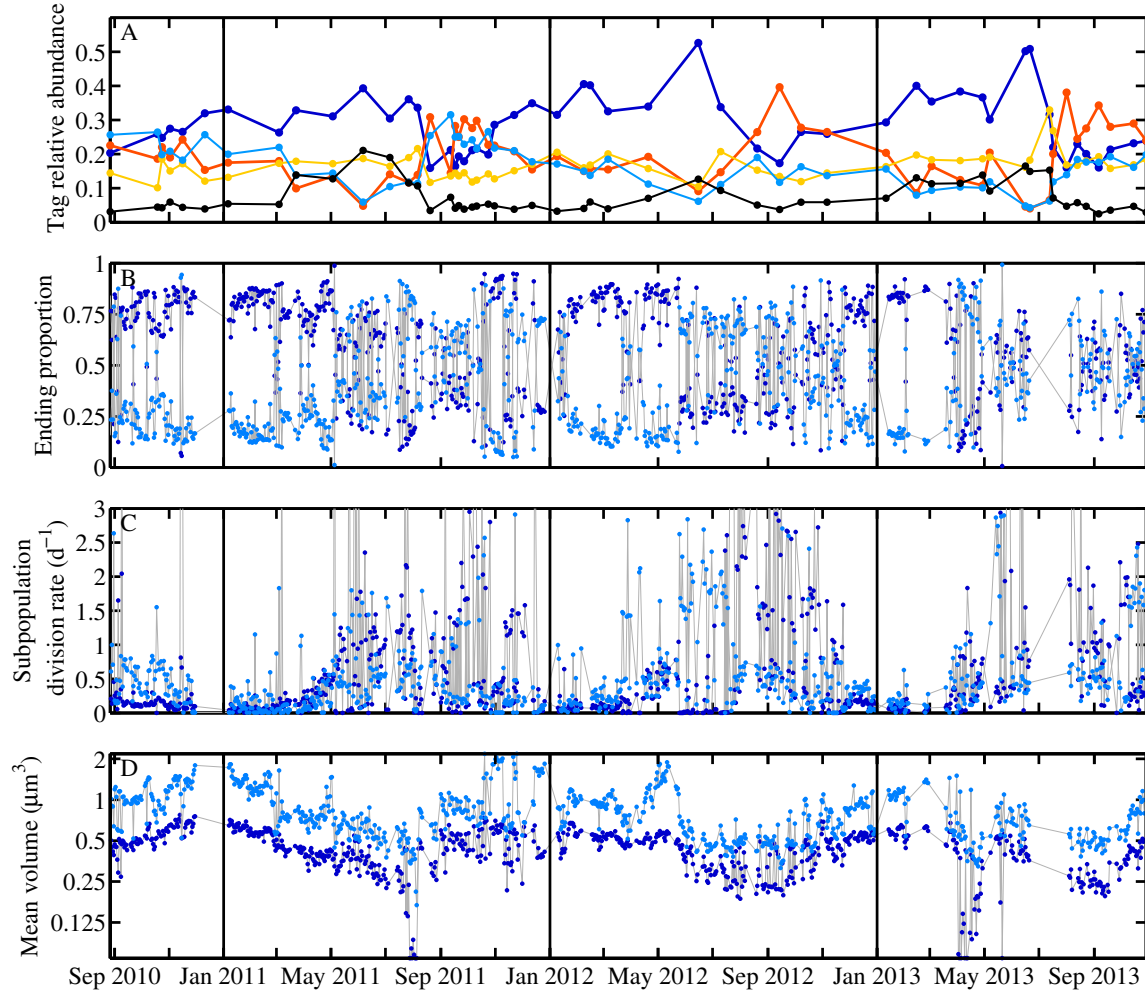 A
Tag relative abundance
0.5
0.4
0.3
0.2
0.1
0
B
Ending proportion
1
0.75
0.5
0.25
0
C
Subpopulation
division rate (d⁻¹)
3
2.5
2
1.5
1
0.5
0
D
Mean volume (μm³)
2
1
0.5
0.25
0.125
Sep 2010 Jan 2011 May 2011 Sep 2011 Jan 2012 May 2012 Sep 2012 Jan 2013 May 2013 Sep 2013